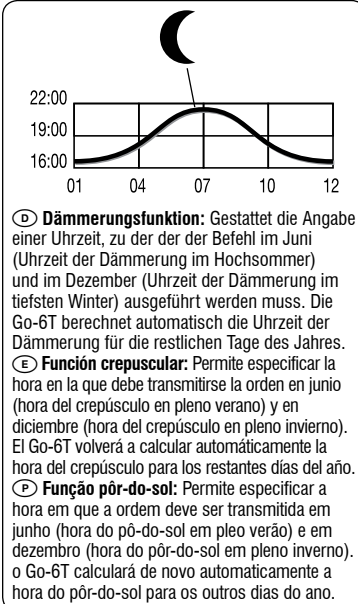 22:00
19:00
16:00
01 04 07 10 12
D Dämmerungsfunktion: Gestattet die Angabe
einer Uhrzeit, zu der der der Befehl im Juni
(Uhrzeit der Dämmerung im Hochsommer)
und im Dezember (Uhrzeit der Dämmerung im
tiefsten Winter) ausgeführt werden muss. Die
Go-6T berechnet automatisch die Uhrzeit der
Dämmerung für die restlichen Tage des Jahres.
E Función crepuscular: Permite especificar la
hora en la que debe transmitirse la orden en junio
(hora del crepúsculo en pleno verano) y en
diciembre (hora del crepúsculo en pleno invierno).
El Go-6T volverá a calcular automáticamente la
hora del crepúsculo para los restantes días del año.
P Função pôr-do-sol: Permite especificar a
hora em que a ordem deve ser transmitida em
junho (hora do pô-do-sol em pleo verão) e em
dezembro (hora do pôr-do-sol em pleno inverno).
o Go-6T calculará de novo automaticamente a
hora do pôr-do-sol para os outros dias do ano.